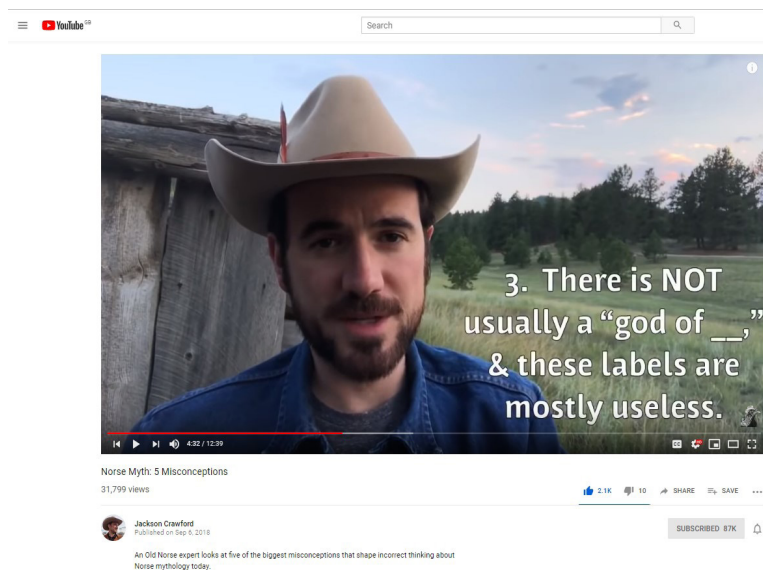 YouTube GB
Search
3. There is NOT
usually a “god of __,”
& these labels are
mostly useless.
4:32 / 12:39
CC
Norse Myth: 5 Misconceptions
31,799 views
2.1K
10
SHARE
SAVE
Jackson Crawford
Published on Sep 6, 2018
SUBSCRIBED 87K
An Old Norse expert looks at five of the biggest misconceptions that shape incorrect thinking about
Norse mythology today.